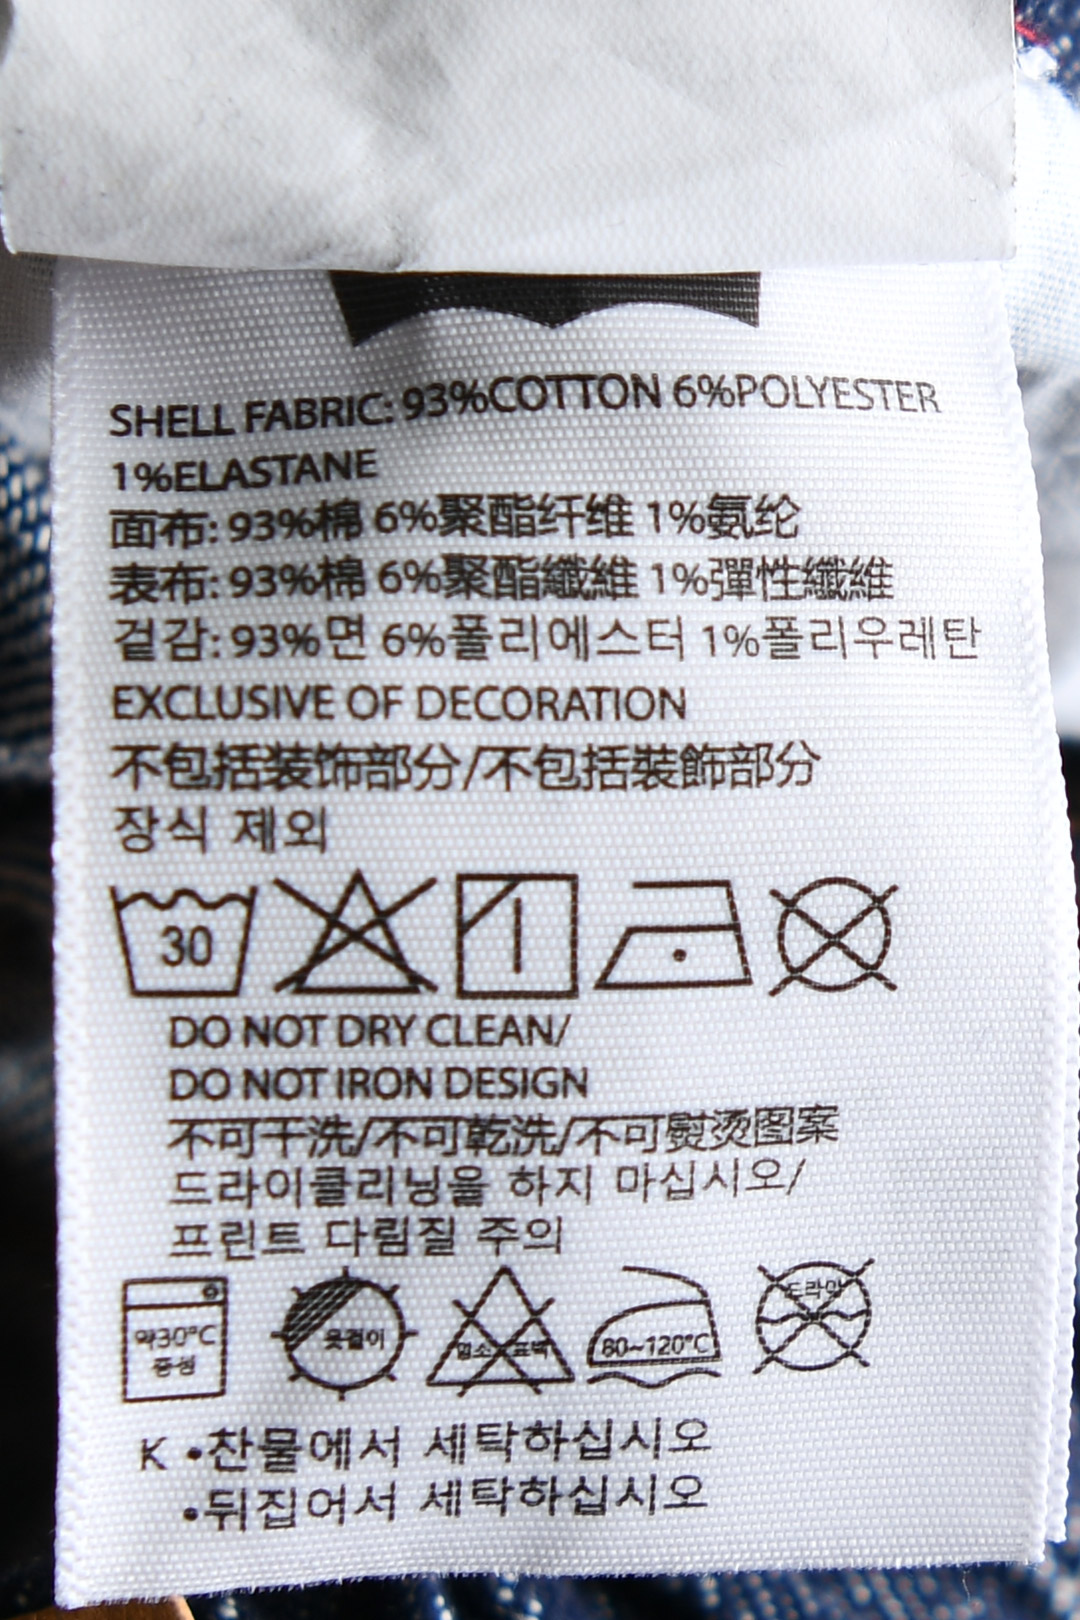 SHELL FABRIC: 93%COTTON 6%POLYESTER
1%ELASTANE
面布: 93%棉 6%聚酯纤维 1%氨纶
表布: 93%棉 6%聚酯纖維 1%彈性纖維
겉감: 93%면 6%폴리에스터 1%폴리우레탄
EXCLUSIVE OF DECORATION
不包括装饰部分/不包括裝飾部分
장식 제외
30
DO NOT DRY CLEAN/
DO NOT IRON DESIGN
不可干洗/不可乾洗/不可熨烫图案
드라이클리닝을 하지 마십시오/
프린트 다림질 주의
약30°C
중성
옷걸이
염소 표백
80~120°C
드라이
K •찬물에서 세탁하십시오
•뒤집어서 세탁하십시오